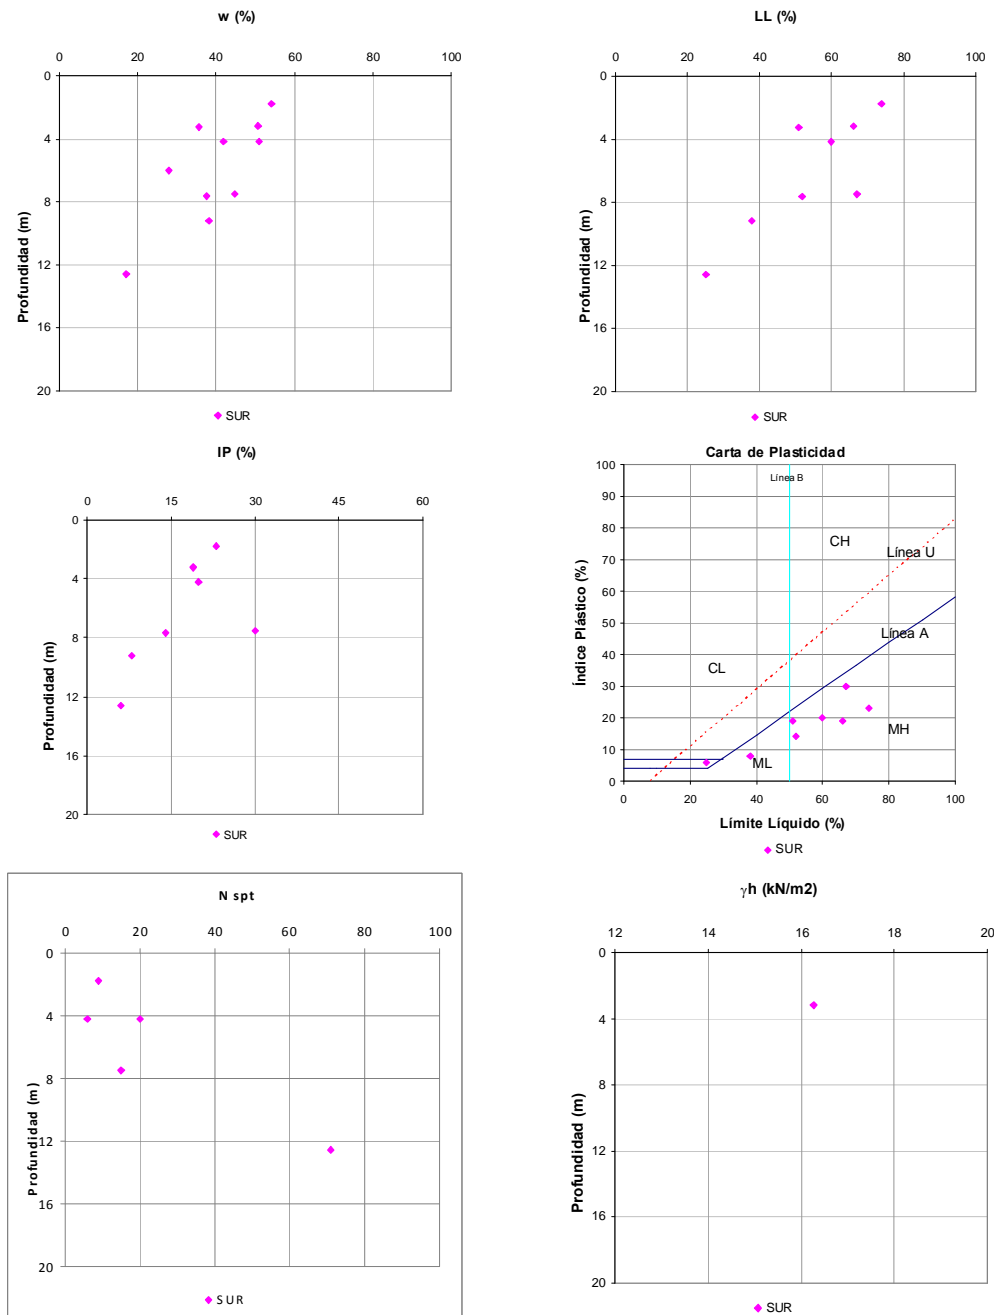 w (%)
0 20 40 60 80 100
0
4
8
12
16
20
Profundidad (m)
SUR
LL (%)
0 20 40 60 80 100
0
4
8
12
16
20
Profundidad (m)
SUR
IP (%)
0 15 30 45 60
0
4
8
12
16
20
Profundidad (m)
SUR
Carta de Plasticidad
100
90
80
70
60
50
40
30
20
10
0
Línea B
CH
Línea U
Línea A
CL
MH
ML
0 20 40 60 80 100
Índice Plástico (%)
Límite Líquido (%)
SUR
N spt
0 20 40 60 80 100
0
4
8
12
16
20
Profundidad (m)
SUR
γh (kN/m2)
12 14 16 18 20
0
4
8
12
16
20
Profundidad (m)
SUR